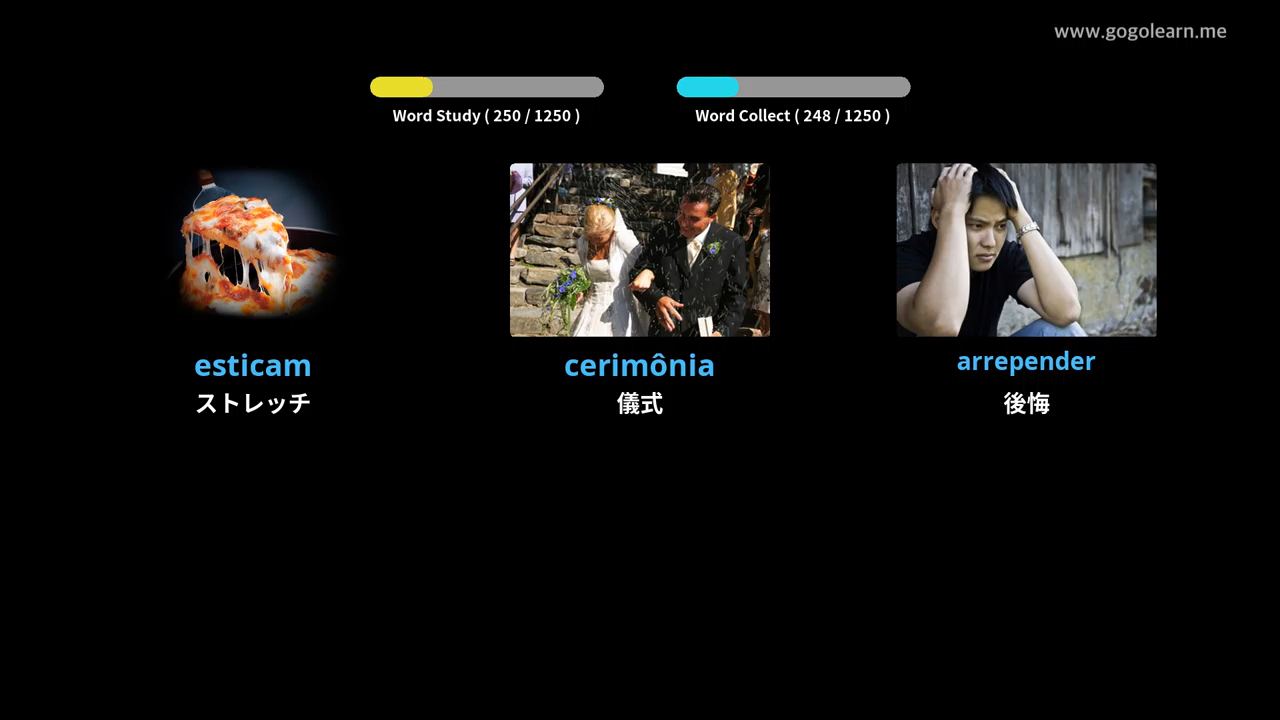 www.gogolearn.me
Word Study ( 250 / 1250 )
Word Collect ( 248 / 1250 )
esticam
ストレッチ
cerimônia
儀式
arrepender
後悔